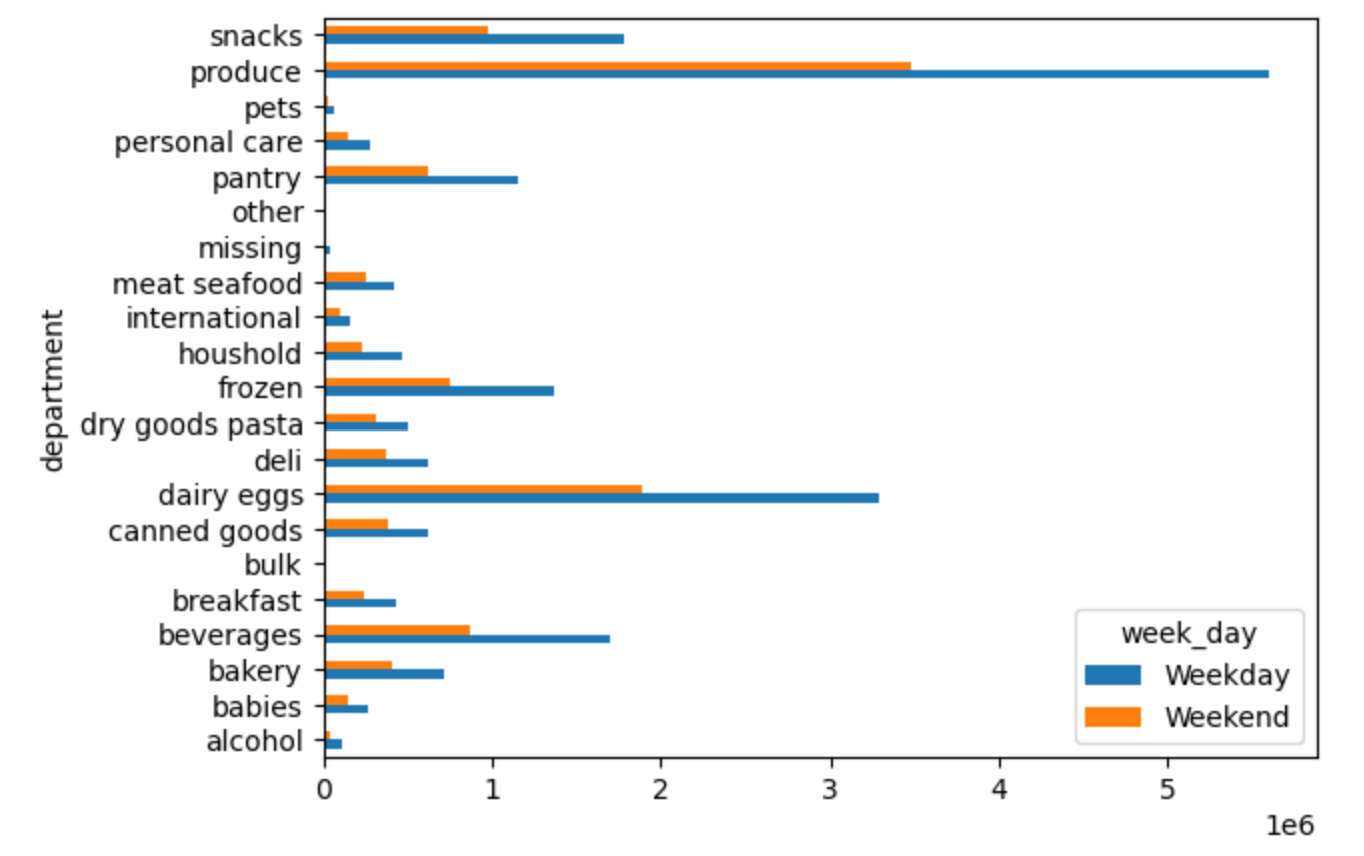 snacks
produce
pets
personal care
pantry
other
missing
meat seafood
international
houshold
frozen
dry goods pasta
deli
dairy eggs
canned goods
bulk
breakfast
beverages
bakery
babies
alcohol
department
week_day
Weekday
Weekend
0 1 2 3 4 5
1e6